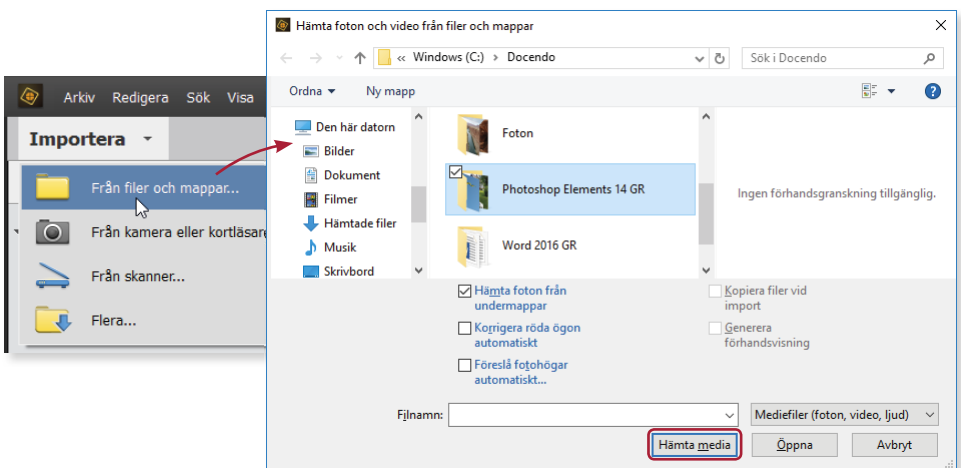 Arkiv Redigera Sök Visa
Importera
Från filer och mappar...
Från kamera eller kortläsare
Från skanner...
Flera...
Hämta foton och video från filer och mappar
« Windows (C:) › Docendo
Sök i Docendo
Ordna Ny mapp
Den här datorn
Bilder
Dokument
Filmer
Hämtade filer
Musik
Skrivbord
Foton
Photoshop Elements 14 GR
Word 2016 GR
Ingen förhandsgranskning tillgänglig.
Hämta foton från
undermappar
Korrigera röda ögon
automatiskt
Föreslå fotohögar
automatiskt...
Kopiera filer vid
import
Generera
förhandsvisning
Filnamn:
Mediefiler (foton, video, ljud)
Hämta media Öppna Avbryt